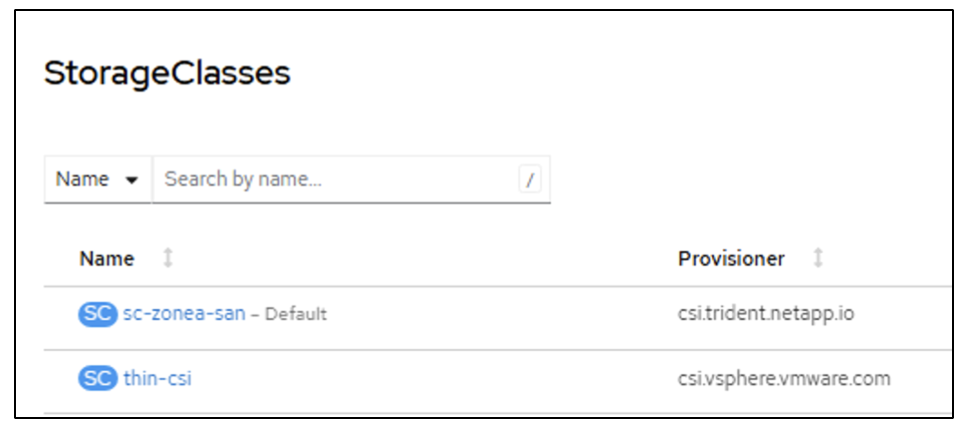 StorageClasses
Name Search by name... /
Name Provisioner
SC sc-zonea-san – Default csi.trident.netapp.io
SC thin-csi csi.vsphere.vmware.com